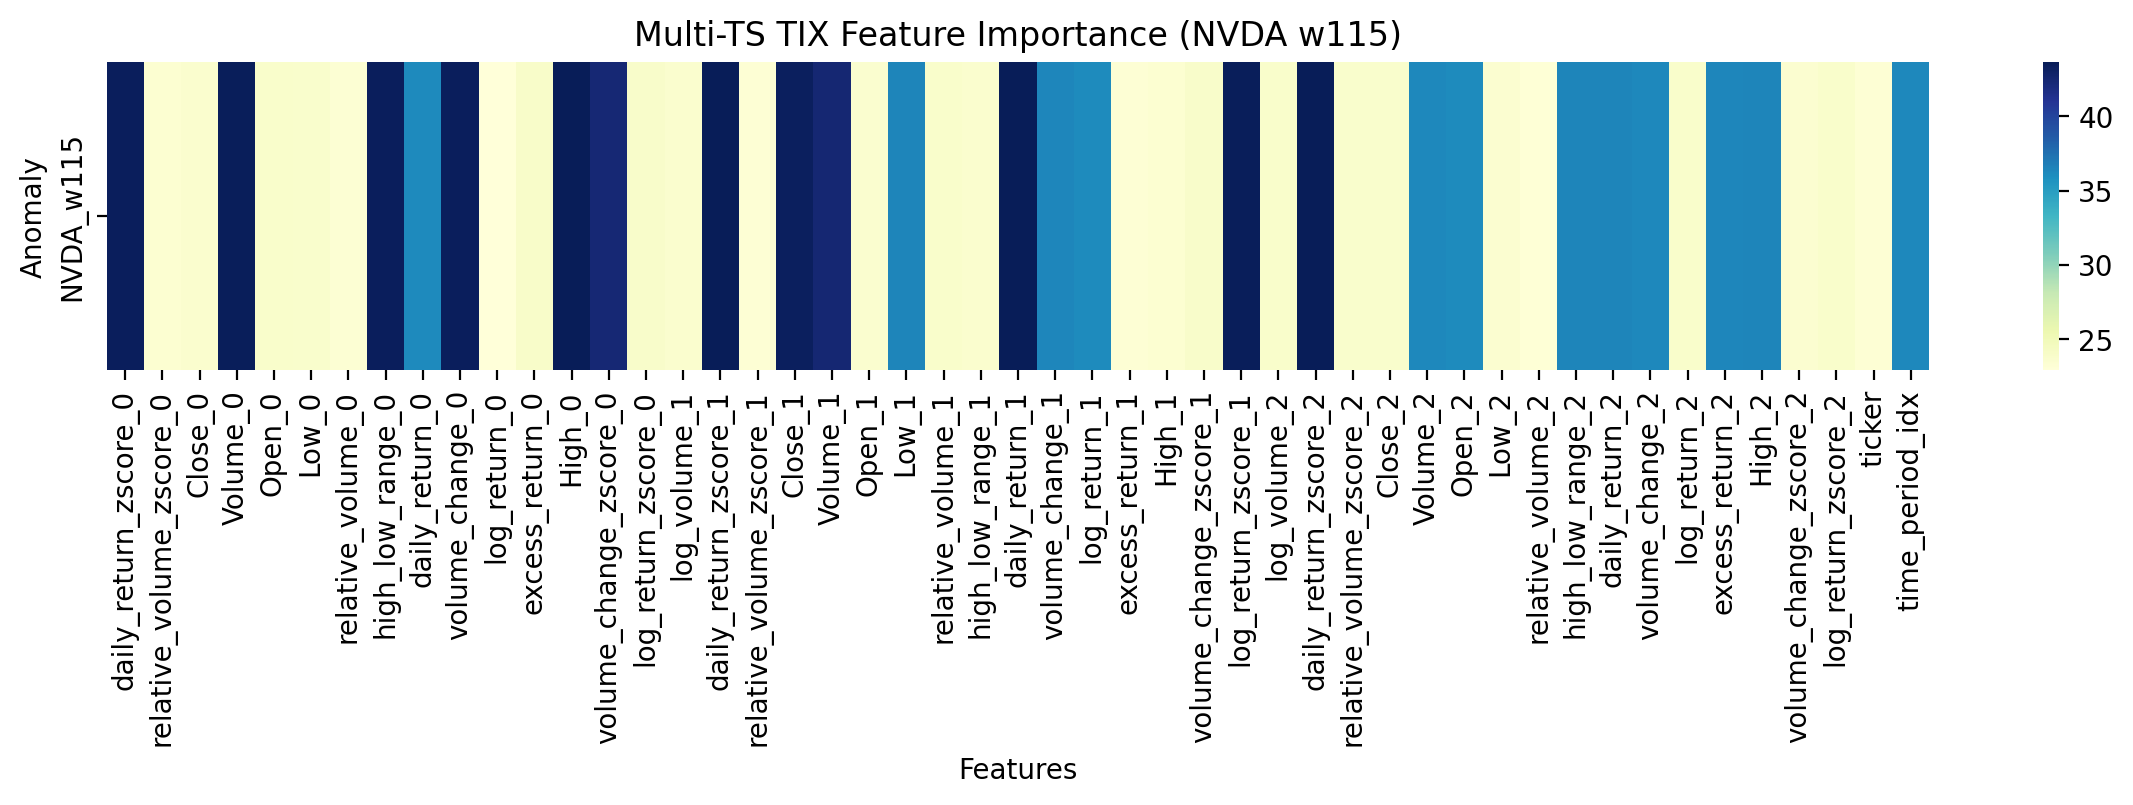 Multi-TS TIX Feature Importance (NVDA w115)
Anomaly
NVDA_w115
40
35
30
25
daily_return_zscore_0
relative_volume_zscore_0
Close_0
Volume_0
Open_0
Low_0
relative_volume_0
high_low_range_0
daily_return_0
volume_change_0
log_return_0
excess_return_0
High_0
volume_change_zscore_0
log_return_zscore_0
log_volume_1
daily_return_zscore_1
relative_volume_zscore_1
Close_1
Volume_1
Open_1
Low_1
relative_volume_1
high_low_range_1
daily_return_1
volume_change_1
log_return_1
excess_return_1
High_1
volume_change_zscore_1
log_return_zscore_1
log_volume_2
daily_return_zscore_2
relative_volume_zscore_2
Close_2
Volume_2
Open_2
Low_2
relative_volume_2
high_low_range_2
daily_return_2
volume_change_2
log_return_2
excess_return_2
High_2
volume_change_zscore_2
log_return_zscore_2
ticker
time_period_idx
Features